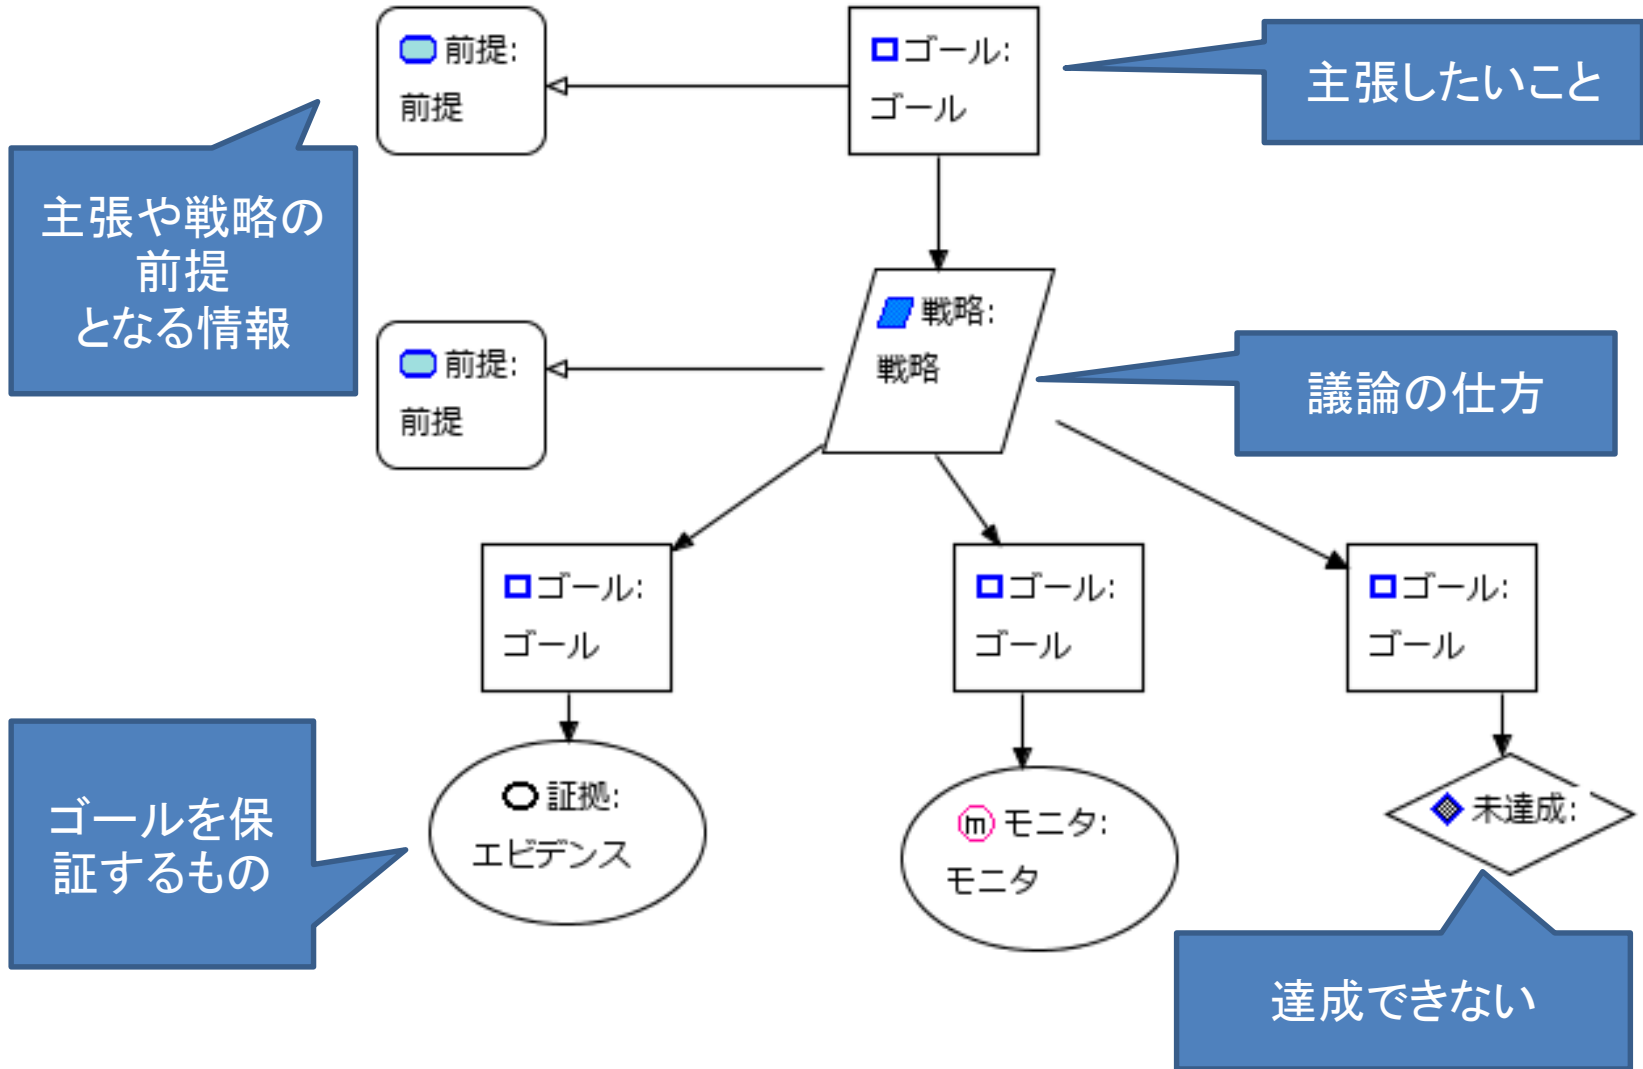 前提:
前提
ゴール:
ゴール
主張したいこと
主張や戦略の
前提
となる情報
前提:
前提
戦略:
戦略
議論の仕方
ゴール:
ゴール
ゴール:
ゴール
ゴール:
ゴール
ゴールを保
証するもの
証拠:
エビデンス
m モニタ:
モニタ
未達成:
達成できない